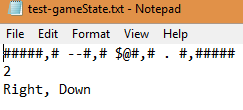 test-gameState.txt - Notepad
File Edit Format View Help
#####,# --#,# $@#,# . #,#####
2
Right, Down